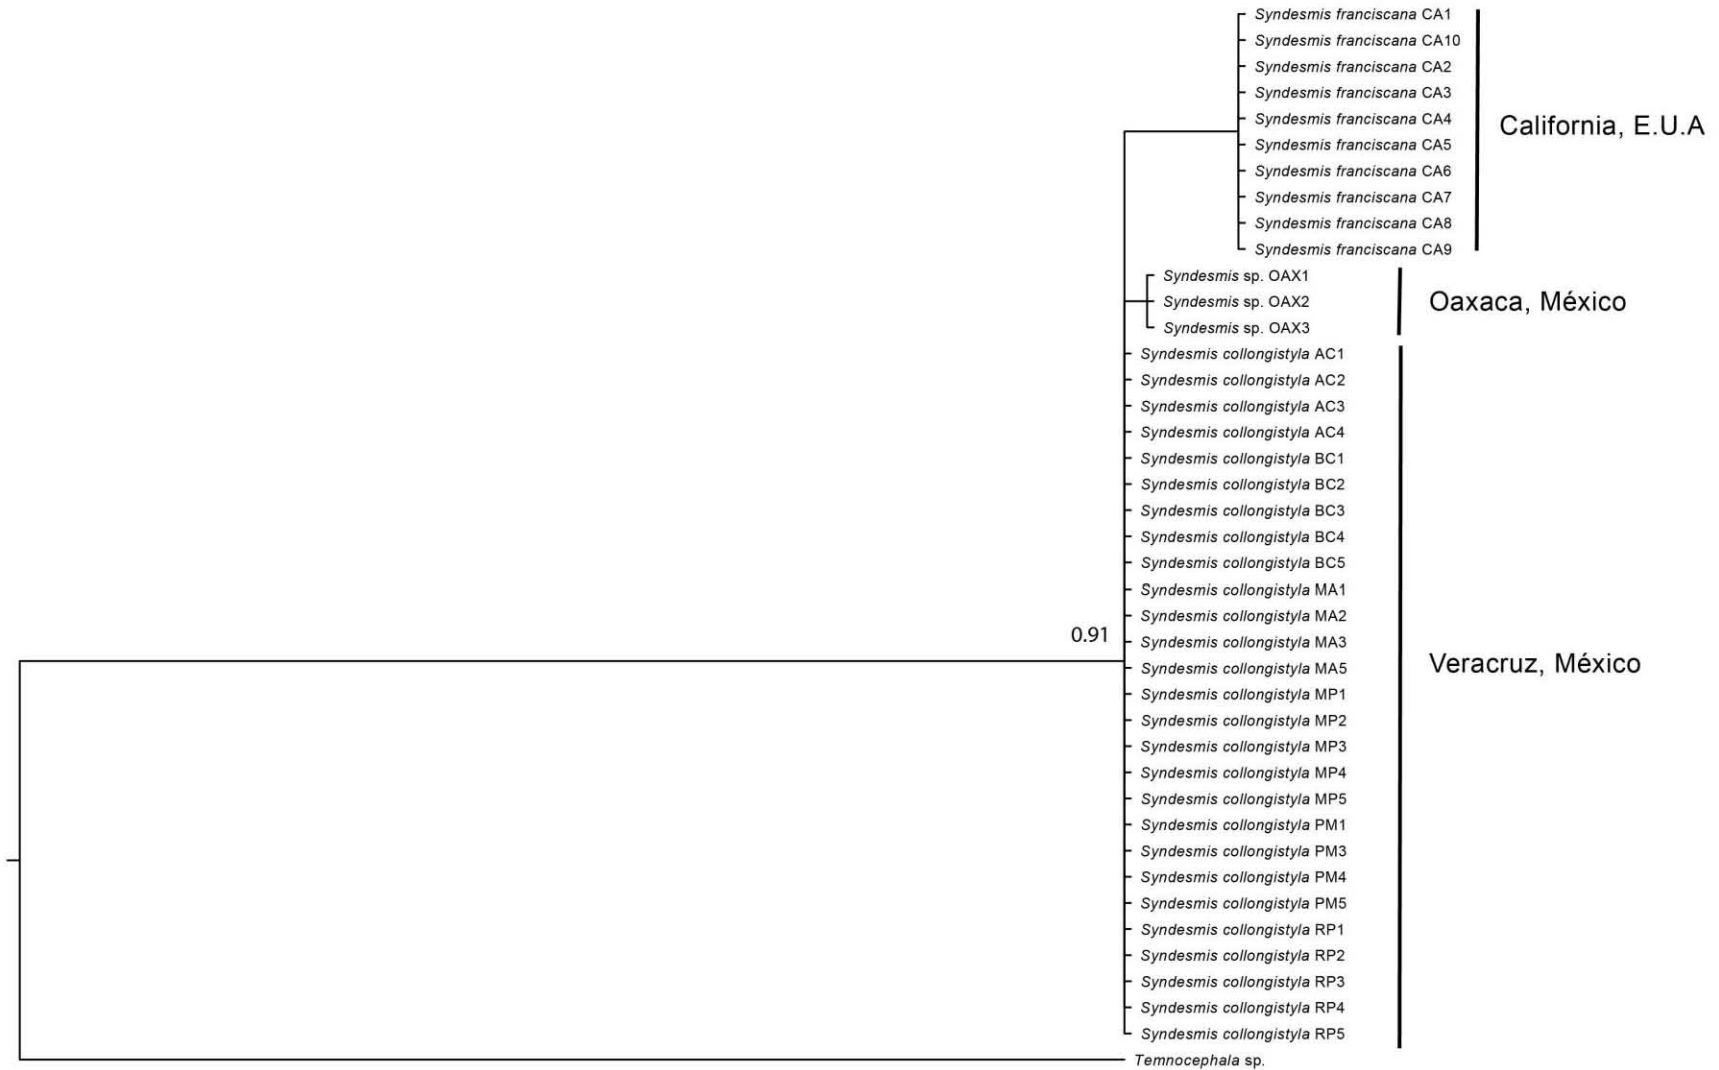 Syndesmis franciscana CA1
Syndesmis franciscana CA10
Syndesmis franciscana CA2
Syndesmis franciscana CA3
Syndesmis franciscana CA4
Syndesmis franciscana CA5
Syndesmis franciscana CA6
Syndesmis franciscana CA7
Syndesmis franciscana CA8
Syndesmis franciscana CA9
California, E.U.A
Syndesmis sp. OAX1
Syndesmis sp. OAX2
Syndesmis sp. OAX3
Oaxaca, México
Syndesmis collongistyla AC1
Syndesmis collongistyla AC2
Syndesmis collongistyla AC3
Syndesmis collongistyla AC4
Syndesmis collongistyla BC1
Syndesmis collongistyla BC2
Syndesmis collongistyla BC3
Syndesmis collongistyla BC4
Syndesmis collongistyla BC5
Syndesmis collongistyla MA1
Syndesmis collongistyla MA2
Syndesmis collongistyla MA3
Syndesmis collongistyla MA5
Syndesmis collongistyla MP1
Syndesmis collongistyla MP2
Syndesmis collongistyla MP3
Syndesmis collongistyla MP4
Syndesmis collongistyla MP5
Syndesmis collongistyla PM1
Syndesmis collongistyla PM3
Syndesmis collongistyla PM4
Syndesmis collongistyla PM5
Syndesmis collongistyla RP1
Syndesmis collongistyla RP2
Syndesmis collongistyla RP3
Syndesmis collongistyla RP4
Syndesmis collongistyla RP5
Veracruz, México
0.91
Temnocephala sp.